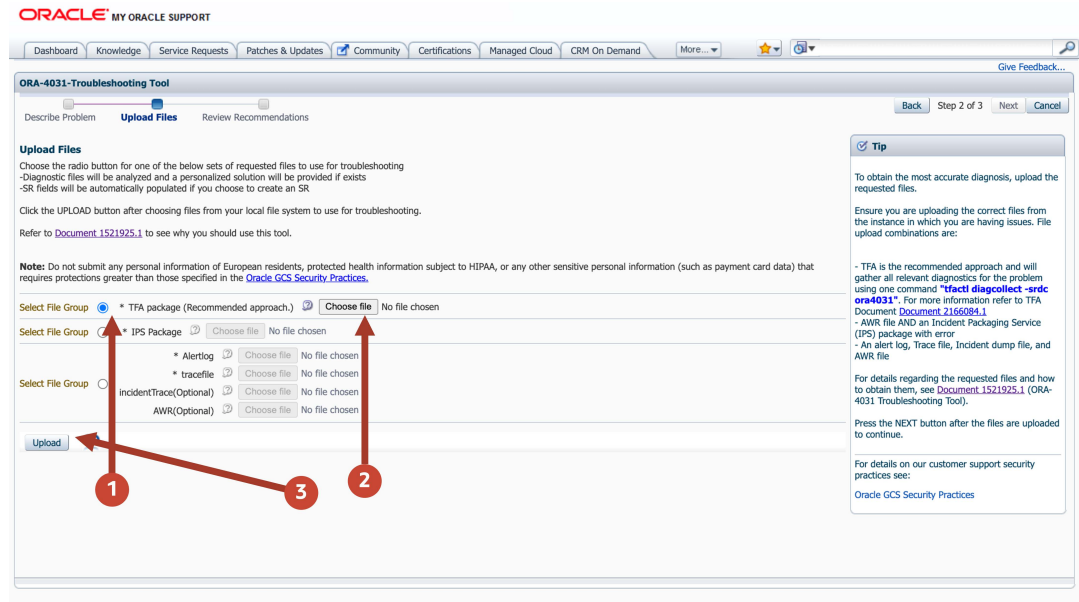 ORACLE MY ORACLE SUPPORT
Dashboard Knowledge Service Requests Patches & Updates Community Certifications Managed Cloud CRM On Demand More...
Give Feedback...
ORA-4031-Troubleshooting Tool
Describe Problem Upload Files Review Recommendations
Back Step 2 of 3 Next Cancel
Upload Files
Choose the radio button for one of the below sets of requested files to use for troubleshooting
-Diagnostic files will be analyzed and a personalized solution will be provided if exists
-SR fields will be automatically populated if you choose to create an SR
Click the UPLOAD button after choosing files from your local file system to use for troubleshooting.
Refer to Document 1521925.1 to see why you should use this tool.
Note: Do not submit any personal information of European residents, protected health information subject to HIPAA, or any other sensitive personal information (such as payment card data) that
requires protections greater than those specified in the Oracle GCS Security Practices.
Select File Group * TFA package (Recommended approach.) Choose file No file chosen
Select File Group * IPS Package Choose file No file chosen
* Alertlog Choose file No file chosen
* tracefile Choose file No file chosen
Select File Group
incidentTrace(Optional) Choose file No file chosen
AWR(Optional) Choose file No file chosen
Upload
1
3
2
Tip
To obtain the most accurate diagnosis, upload the
requested files.
Ensure you are uploading the correct files from
the instance in which you are having issues. File
upload combinations are:
- TFA is the recommended approach and will
gather all relevant diagnostics for the problem
using one command "tfactl diagcollect -srdc
ora4031". For more information refer to TFA
Document Document 2166084.1
- AWR file AND an Incident Packaging Service
(IPS) package with error
- An alert log, Trace file, Incident dump file, and
AWR file
For details regarding the requested files and how
to obtain them, see Document 1521925.1 (ORA-
4031 Troubleshooting Tool).
Press the NEXT button after the files are uploaded
to continue.
For details on our customer support security
practices see:
Oracle GCS Security Practices